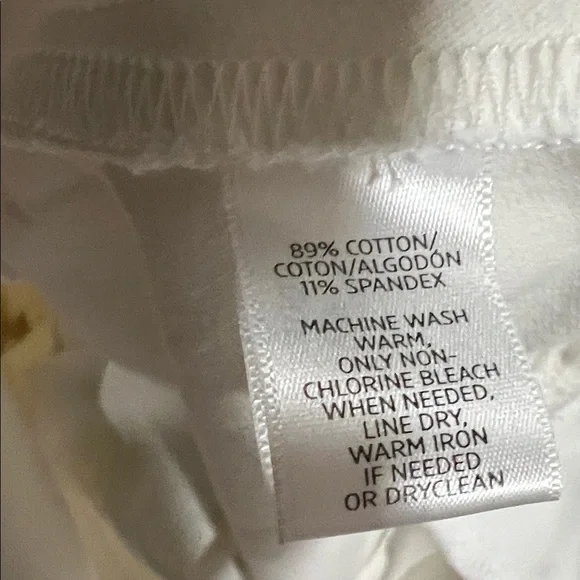 89% COTTON/
COTON/ALGODÓN
11% SPANDEX
MACHINE WASH
WARM,
ONLY NON-
CHLORINE BLEACH
WHEN NEEDED,
LINE DRY,
WARM IRON
IF NEEDED
OR DRYCLEAN